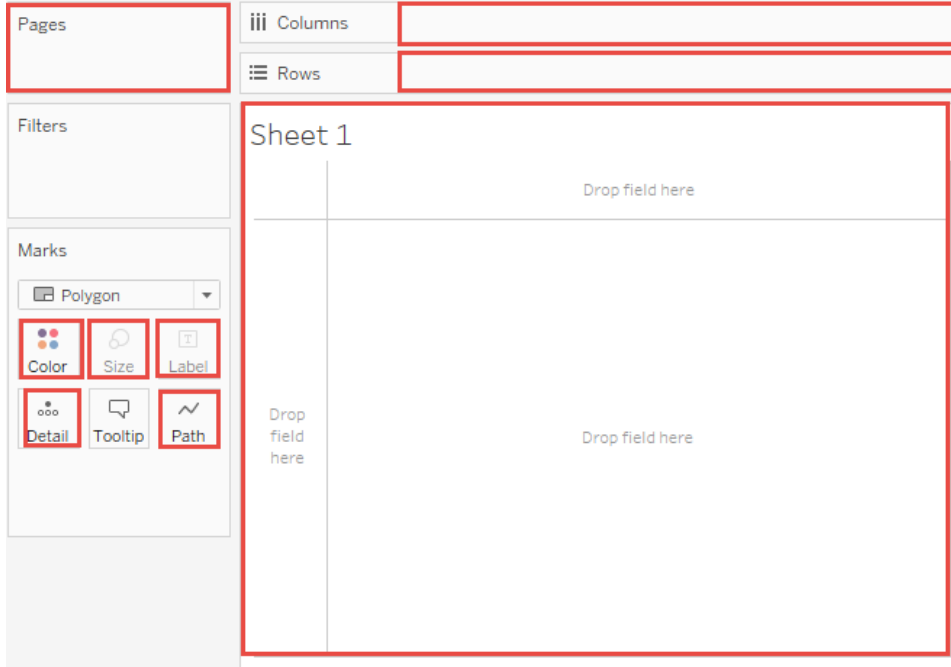 Pages
Columns
Rows
Filters
Sheet 1
Drop field here
Marks
Polygon
Color Size Label
Detail Tooltip Path
Drop
field
here
Drop field here